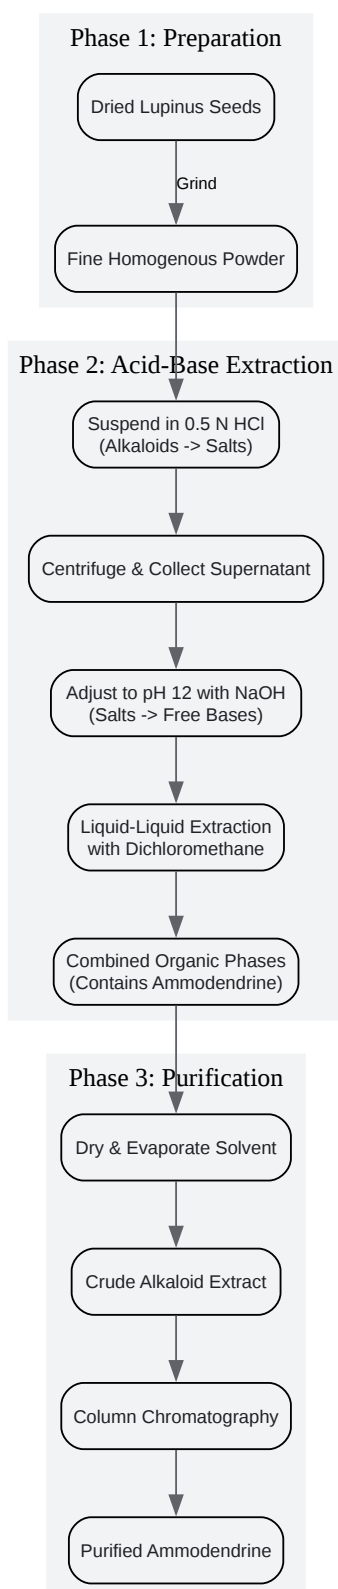 Phase 1: Preparation
Dried Lupinus Seeds
Grind
Fine Homogenous Powder
Phase 2: Acid-Base Extraction
Suspend in 0.5 N HCl
(Alkaloids -> Salts)
Centrifuge & Collect Supernatant
Adjust to pH 12 with NaOH
(Salts -> Free Bases)
Liquid-Liquid Extraction
with Dichloromethane
Combined Organic Phases
(Contains Ammodendrine)
Phase 3: Purification
Dry & Evaporate Solvent
Crude Alkaloid Extract
Column Chromatography
Purified Ammodendrine